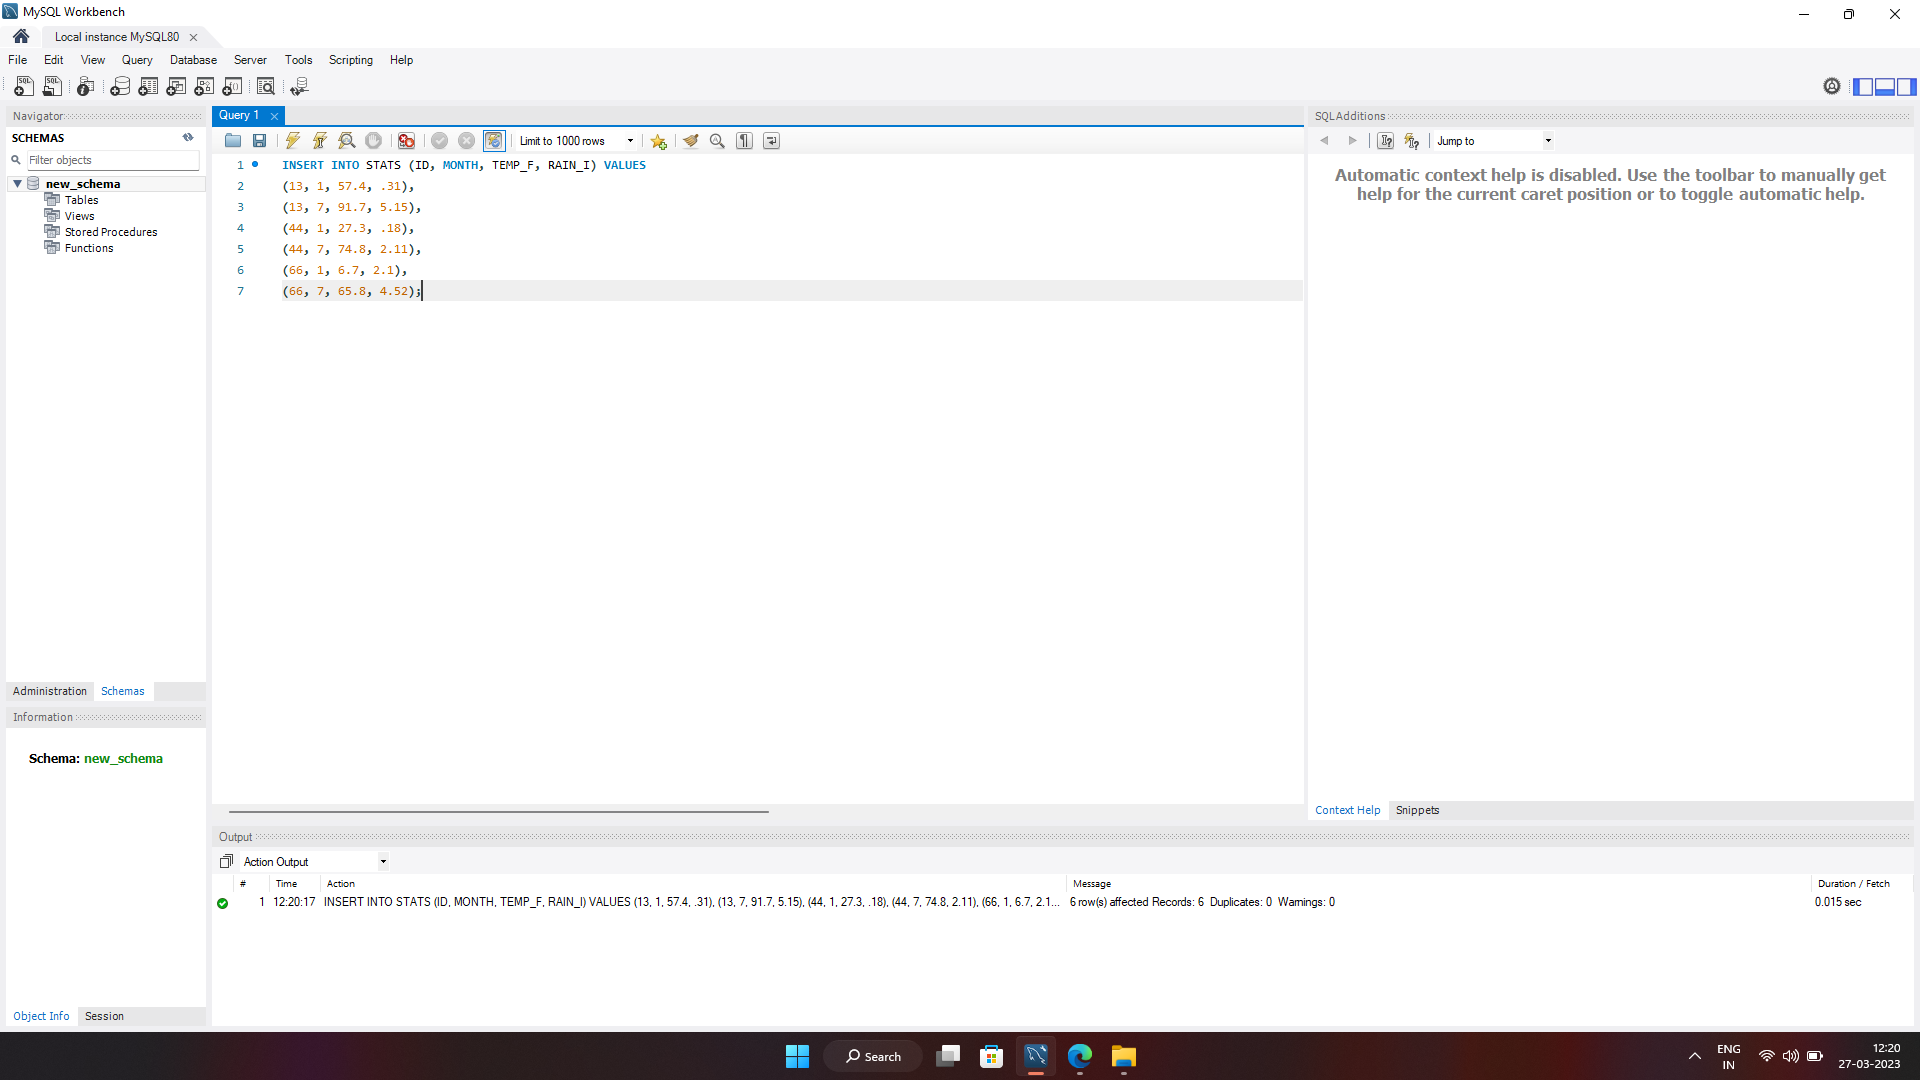 MySQL Workbench
Local instance MySQL80
File Edit View Query Database Server Tools Scripting Help
Navigator
SCHEMAS
Filter objects
new_schema
Tables
Views
Stored Procedures
Functions
Administration Schemas
Information
Schema: new_schema
Object Info Session
Query 1
Limit to 1000 rows
1 INSERT INTO STATS (ID, MONTH, TEMP_F, RAIN_I) VALUES
2 (13, 1, 57.4, .31),
3 (13, 7, 91.7, 5.15),
4 (44, 1, 27.3, .18),
5 (44, 7, 74.8, 2.11),
6 (66, 1, 6.7, 2.1),
7 (66, 7, 65.8, 4.52);
SQLAdditions
Jump to
Automatic context help is disabled. Use the toolbar to manually get
help for the current caret position or to toggle automatic help.
Context Help Snippets
Output
Action Output
# Time Action Message Duration / Fetch
1 12:20:17 INSERT INTO STATS (ID, MONTH, TEMP_F, RAIN_I) VALUES (13, 1, 57.4, .31), (13, 7, 91.7, 5.15), (44, 1, 27.3, .18), (44, 7, 74.8, 2.11), (66, 1, 6.7, 2.1... 6 row(s) affected Records: 6 Duplicates: 0 Warnings: 0 0.015 sec
Search
ENG
IN
12:20
27-03-2023